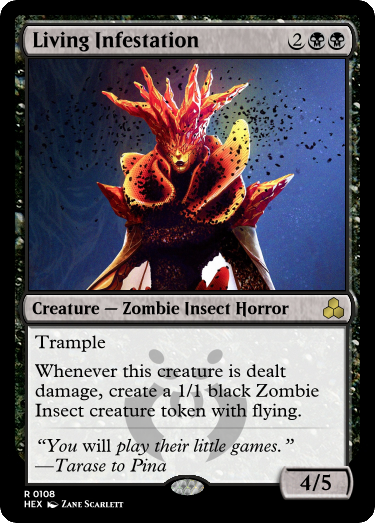 Living Infestation 2
Creature — Zombie Insect Horror
Trample
Whenever this creature is dealt
damage, create a 1/1 black Zombie
Insect creature token with flying.
“You will play their little games.”
—Tarase to Pina
4/5
R 0108
HEX Zane Scarlett